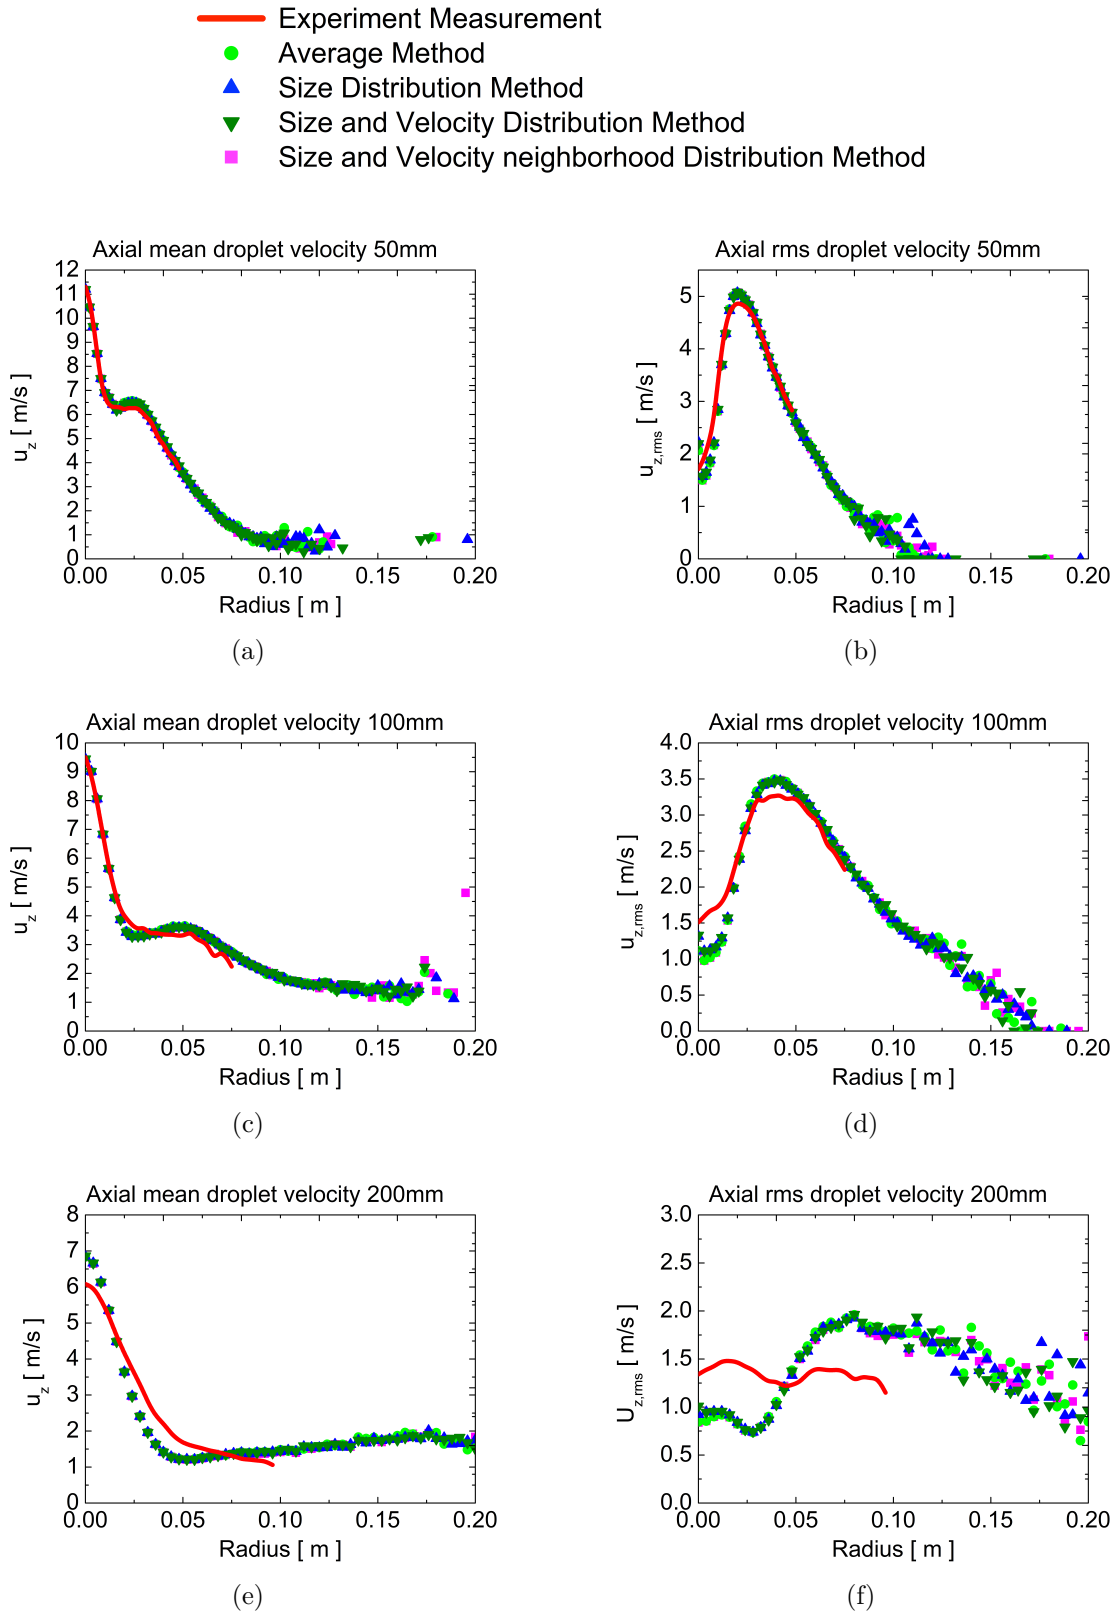 Experiment Measurement
Average Method
Size Distribution Method
Size and Velocity Distribution Method
Size and Velocity neighborhood Distribution Method
Axial mean droplet velocity 50mm
12
11
10
9
8
7
6
5
4
3
2
1
0
u_z [ m/s ]
0.00 0.05 0.10 0.15 0.20
Radius [ m ]
(a)
Axial rms droplet velocity 50mm
5
4
3
2
1
0
u_z,rms [ m/s ]
0.00 0.05 0.10 0.15 0.20
Radius [ m ]
(b)
Axial mean droplet velocity 100mm
10
9
8
7
6
5
4
3
2
1
0
u_z [ m/s ]
0.00 0.05 0.10 0.15 0.20
Radius [ m ]
(c)
Axial rms droplet velocity 100mm
4.0
3.5
3.0
2.5
2.0
1.5
1.0
0.5
0.0
u_z,rms [ m/s ]
0.00 0.05 0.10 0.15 0.20
Radius [ m ]
(d)
Axial mean droplet velocity 200mm
8
7
6
5
4
3
2
1
0
u_z [ m/s ]
0.00 0.05 0.10 0.15 0.20
Radius [ m ]
(e)
Axial rms droplet velocity 200mm
3.0
2.5
2.0
1.5
1.0
0.5
0.0
U_z,rms [ m/s ]
0.00 0.05 0.10 0.15 0.20
Radius [ m ]
(f)